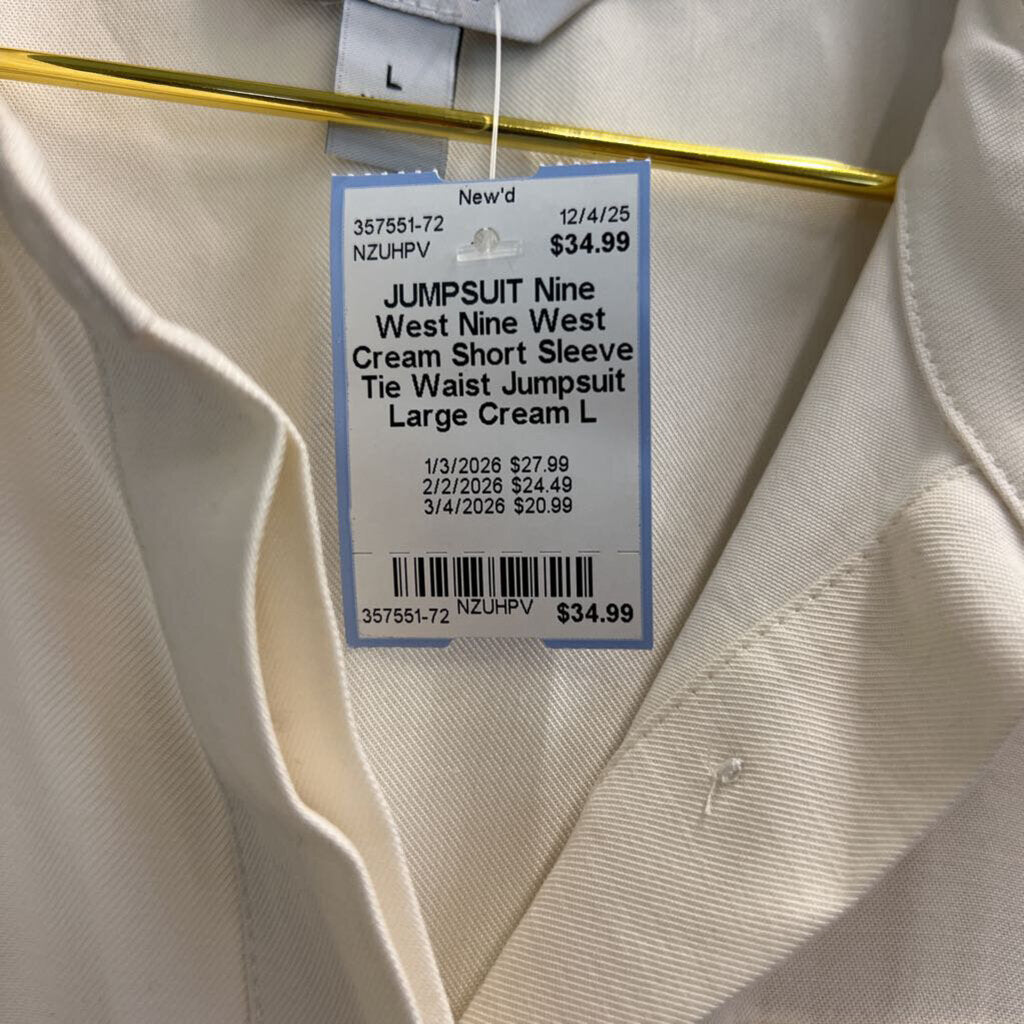 L
New'd
357551-72 12/4/25
NZUHPV $34.99
JUMPSUIT Nine
West Nine West
Cream Short Sleeve
Tie Waist Jumpsuit
Large Cream L
1/3/2026 $27.99
2/2/2026 $24.49
3/4/2026 $20.99
357551-72 NZUHPV $34.99